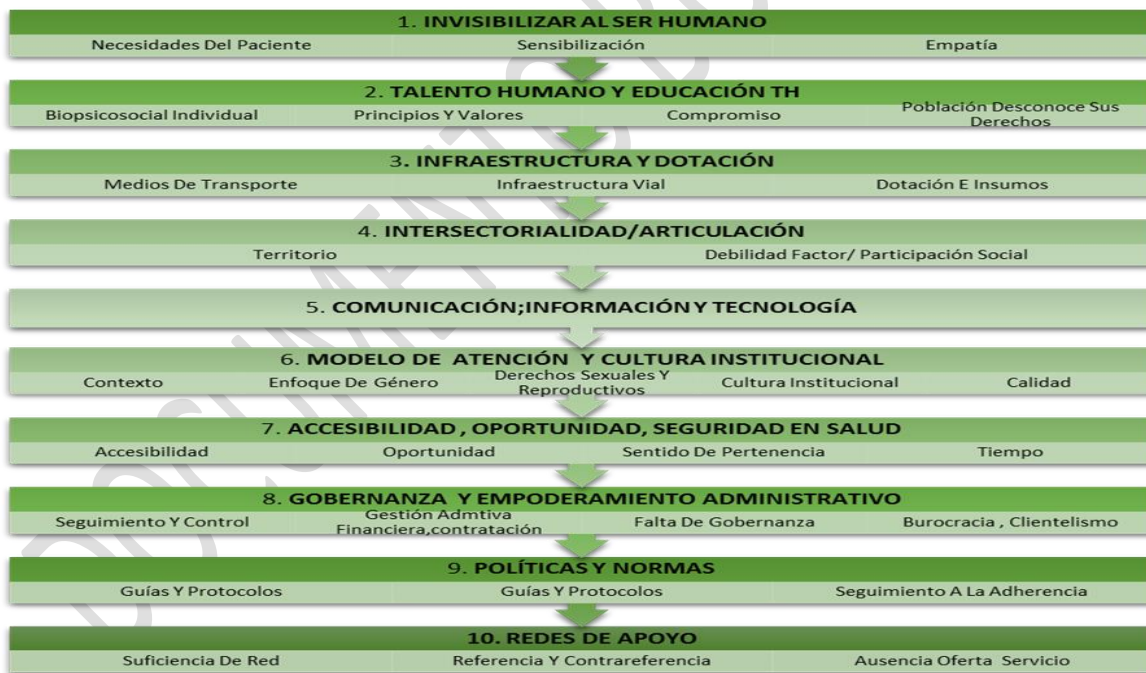 1. INVISIBILIZAR AL SER HUMANO
Necesidades Del Paciente Sensibilización Empatía
2. TALENTO HUMANO Y EDUCACIÓN TH
Biopsicosocial Individual Principios Y Valores Compromiso Población Desconoce Sus
Derechos
3. INFRAESTRUCTURA Y DOTACIÓN
Medios De Transporte Infraestructura Vial Dotación E Insumos
4. INTERSECTORIALIDAD/ARTICULACIÓN
Territorio Debilidad Factor/ Participación Social
5. COMUNICACIÓN;INFORMACIÓN Y TECNOLOGÍA
6. MODELO DE ATENCIÓN Y CULTURA INSTITUCIONAL
Contexto Enfoque De Género Derechos Sexuales Y
Reproductivos Cultura Institucional Calidad
7. ACCESIBILIDAD , OPORTUNIDAD, SEGURIDAD EN SALUD
Accesibilidad Oportunidad Sentido De Pertenencia Tiempo
8. GOBERNANZA Y EMPODERAMIENTO ADMINISTRATIVO
Seguimiento Y Control Gestión Admtiva
Financiera,contratación Falta De Gobernanza Burocracia , Clientelismo
9. POLÍTICAS Y NORMAS
Guías Y Protocolos Guías Y Protocolos Seguimiento A La Adherencia
10. REDES DE APOYO
Suficiencia De Red Referencia Y Contrareferencia Ausencia Oferta Servicio